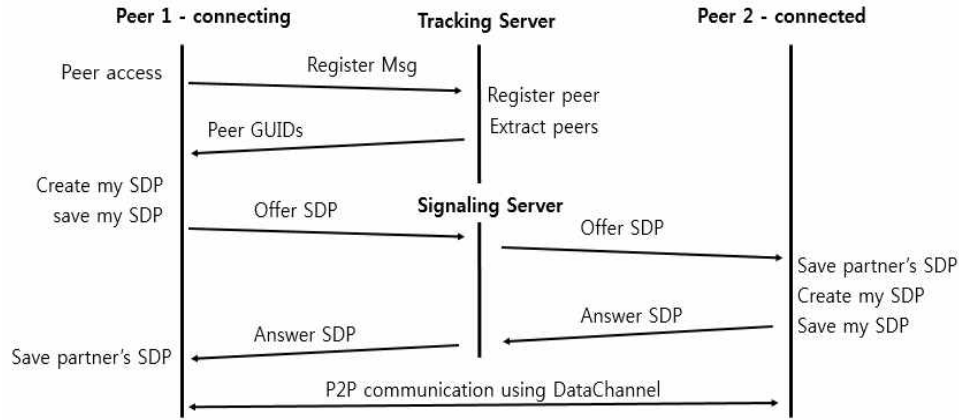 Peer 1 - connecting
Tracking Server
Peer 2 - connected
Peer access
Register Msg
Register peer
Extract peers
Peer GUIDs
Create my SDP
save my SDP
Offer SDP
Signaling Server
Offer SDP
Save partner's SDP
Create my SDP
Save my SDP
Answer SDP
Answer SDP
Save partner's SDP
P2P communication using DataChannel